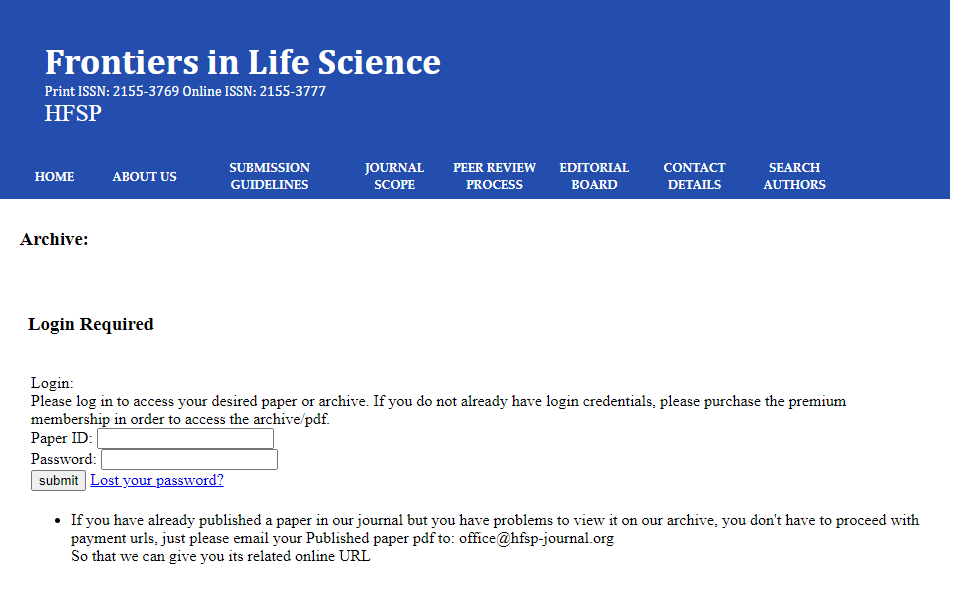 Frontiers in Life Science
Print ISSN: 2155-3769 Online ISSN: 2155-3777
HFSP
HOME
ABOUT US
SUBMISSION
GUIDELINES
JOURNAL
SCOPE
PEER REVIEW
PROCESS
EDITORIAL
BOARD
CONTACT
DETAILS
SEARCH
AUTHORS
Archive:
Login Required
Login:
Please log in to access your desired paper or archive. If you do not already have login credentials, please purchase the premium
membership in order to access the archive/pdf.
Paper ID:
Password:
submit Lost your password?
• If you have already published a paper in our journal but you have problems to view it on our archive, you don't have to proceed with
payment urls, just please email your Published paper pdf to: office@hfsp-journal.org
So that we can give you its related online URL